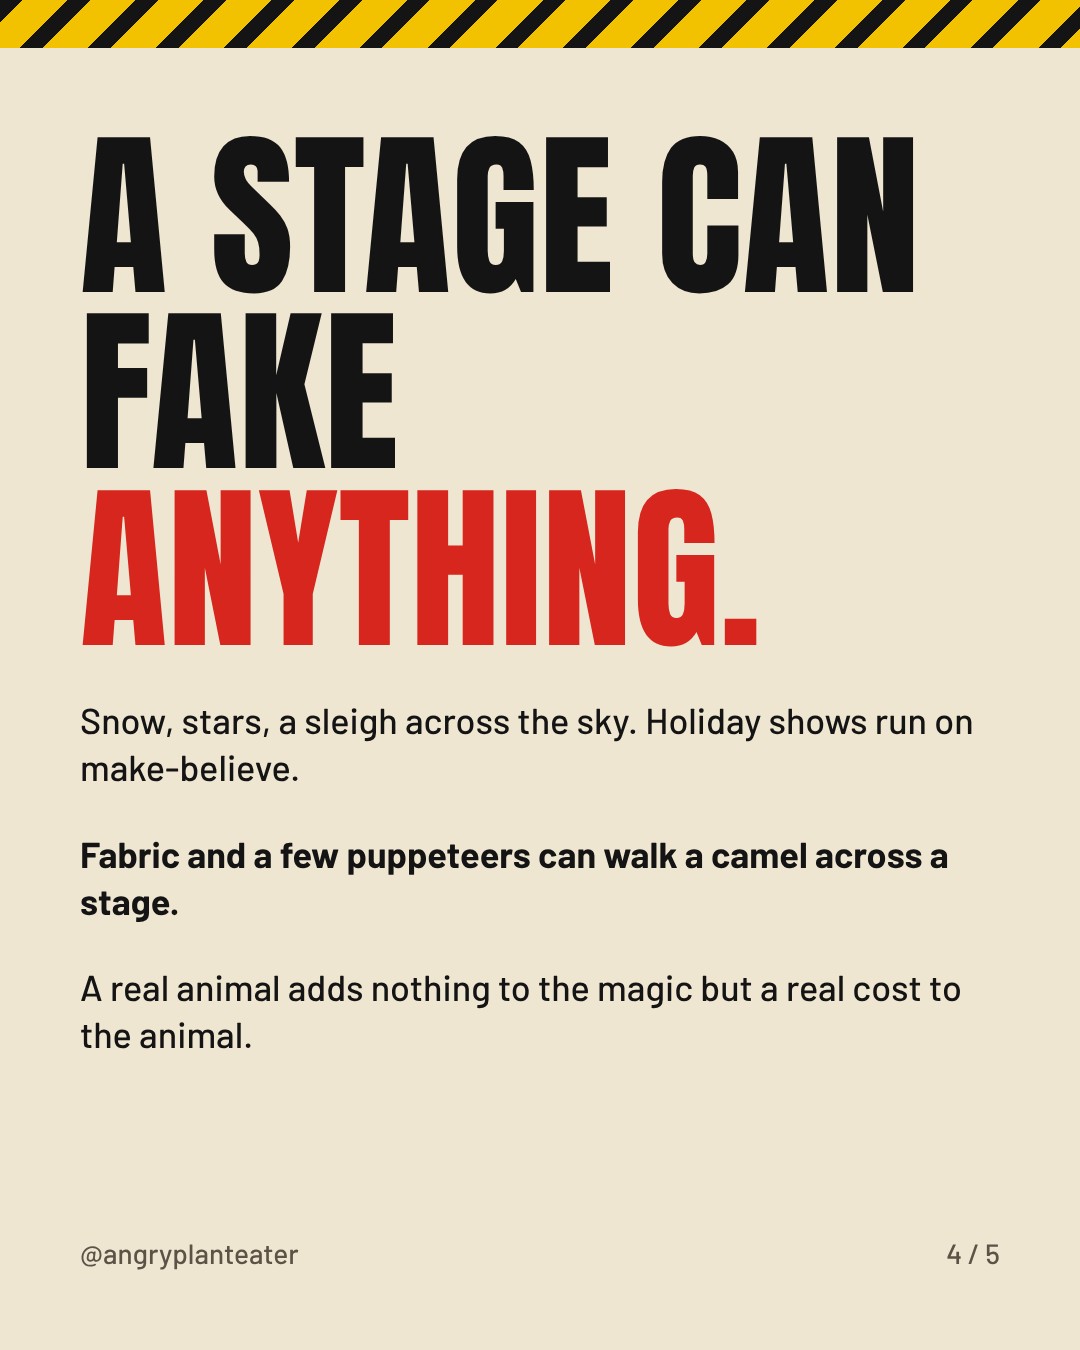 A STAGE CAN
FAKE
ANYTHING.
Snow, stars, a sleigh across the sky. Holiday shows run on
make-believe.
Fabric and a few puppeteers can walk a camel across a
stage.
A real animal adds nothing to the magic but a real cost to
the animal.
@angryplanteater
4 / 5